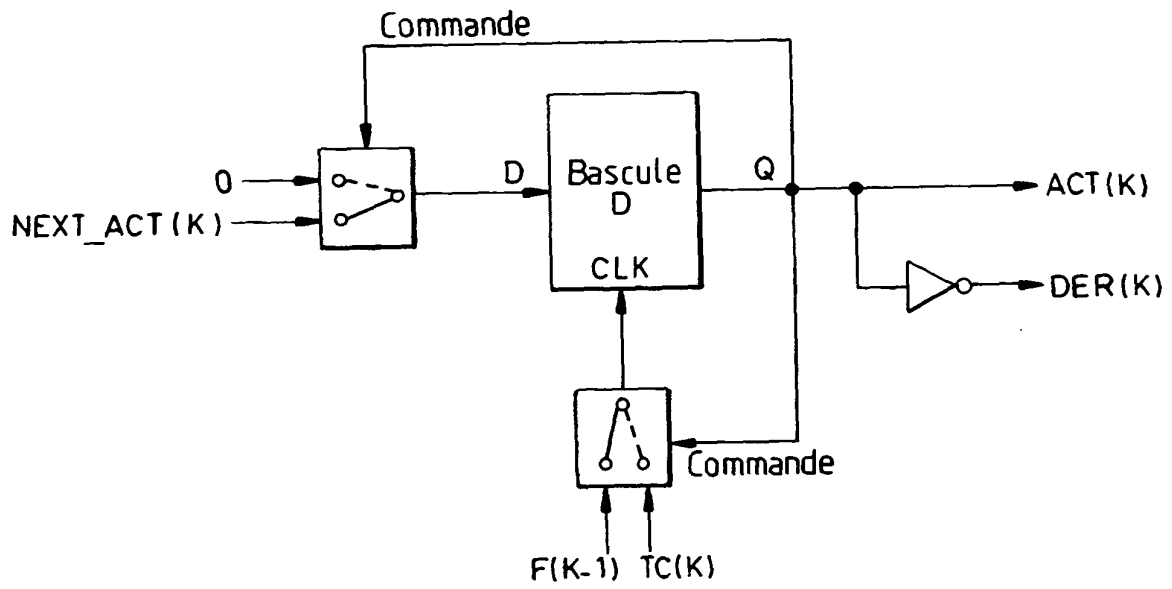 Commande
0
NEXT_ACT(K)
D
Bascule
D
CLK
Q
ACT(K)
DER(K)
Commande
F(K-1)
TC(K)